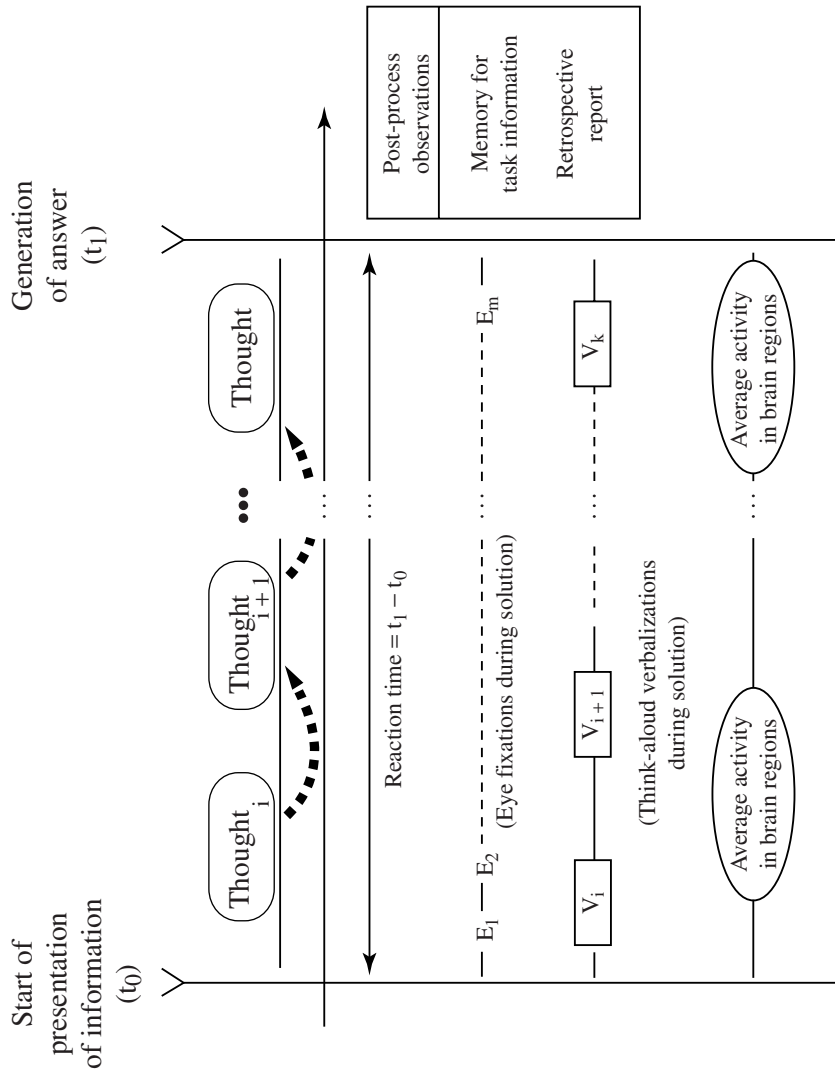 Start of
presentation
of information
(t0)
Generation
of answer
(t1)
Thought i
Thought i + 1
•••
Thought
....
Reaction time = t1 – t0
....
E1
E2
....
Em
(Eye fixations during solution)
Vi
Vi + 1
....
Vk
(Think-aloud verbalizations
during solution)
Average activity
in brain regions
....
Average activity
in brain regions
Post-process
observations
Memory for
task information
Retrospective
report